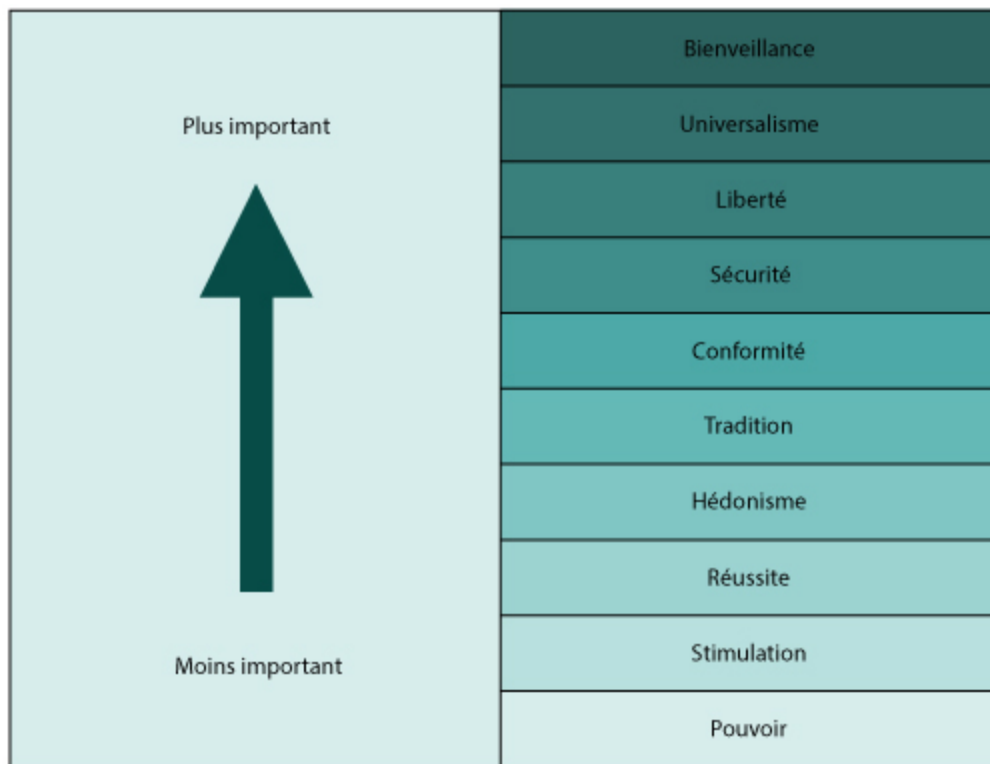 Plus important
Moins important
Bienveillance
Universalisme
Liberté
Sécurité
Conformité
Tradition
Hédonisme
Réussite
Stimulation
Pouvoir